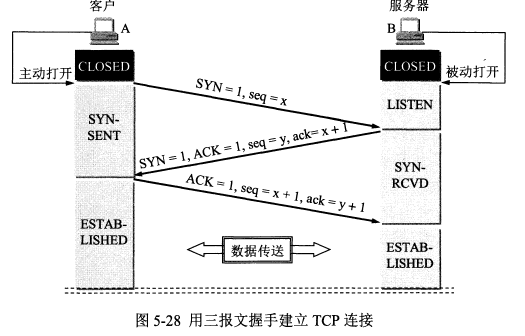 客户
服务器
A
B
主动打开
CLOSED
CLOSED
被动打开
SYN = 1, seq = x
LISTEN
SYN-
SENT
SYN = 1, ACK = 1, seq = y, ack= x + 1
SYN-
RCVD
ACK = 1, seq = x + 1, ack = y + 1
ESTAB-
LISHED
数据传送
ESTAB-
LISHED
图 5-28 用三报文握手建立 TCP 连接